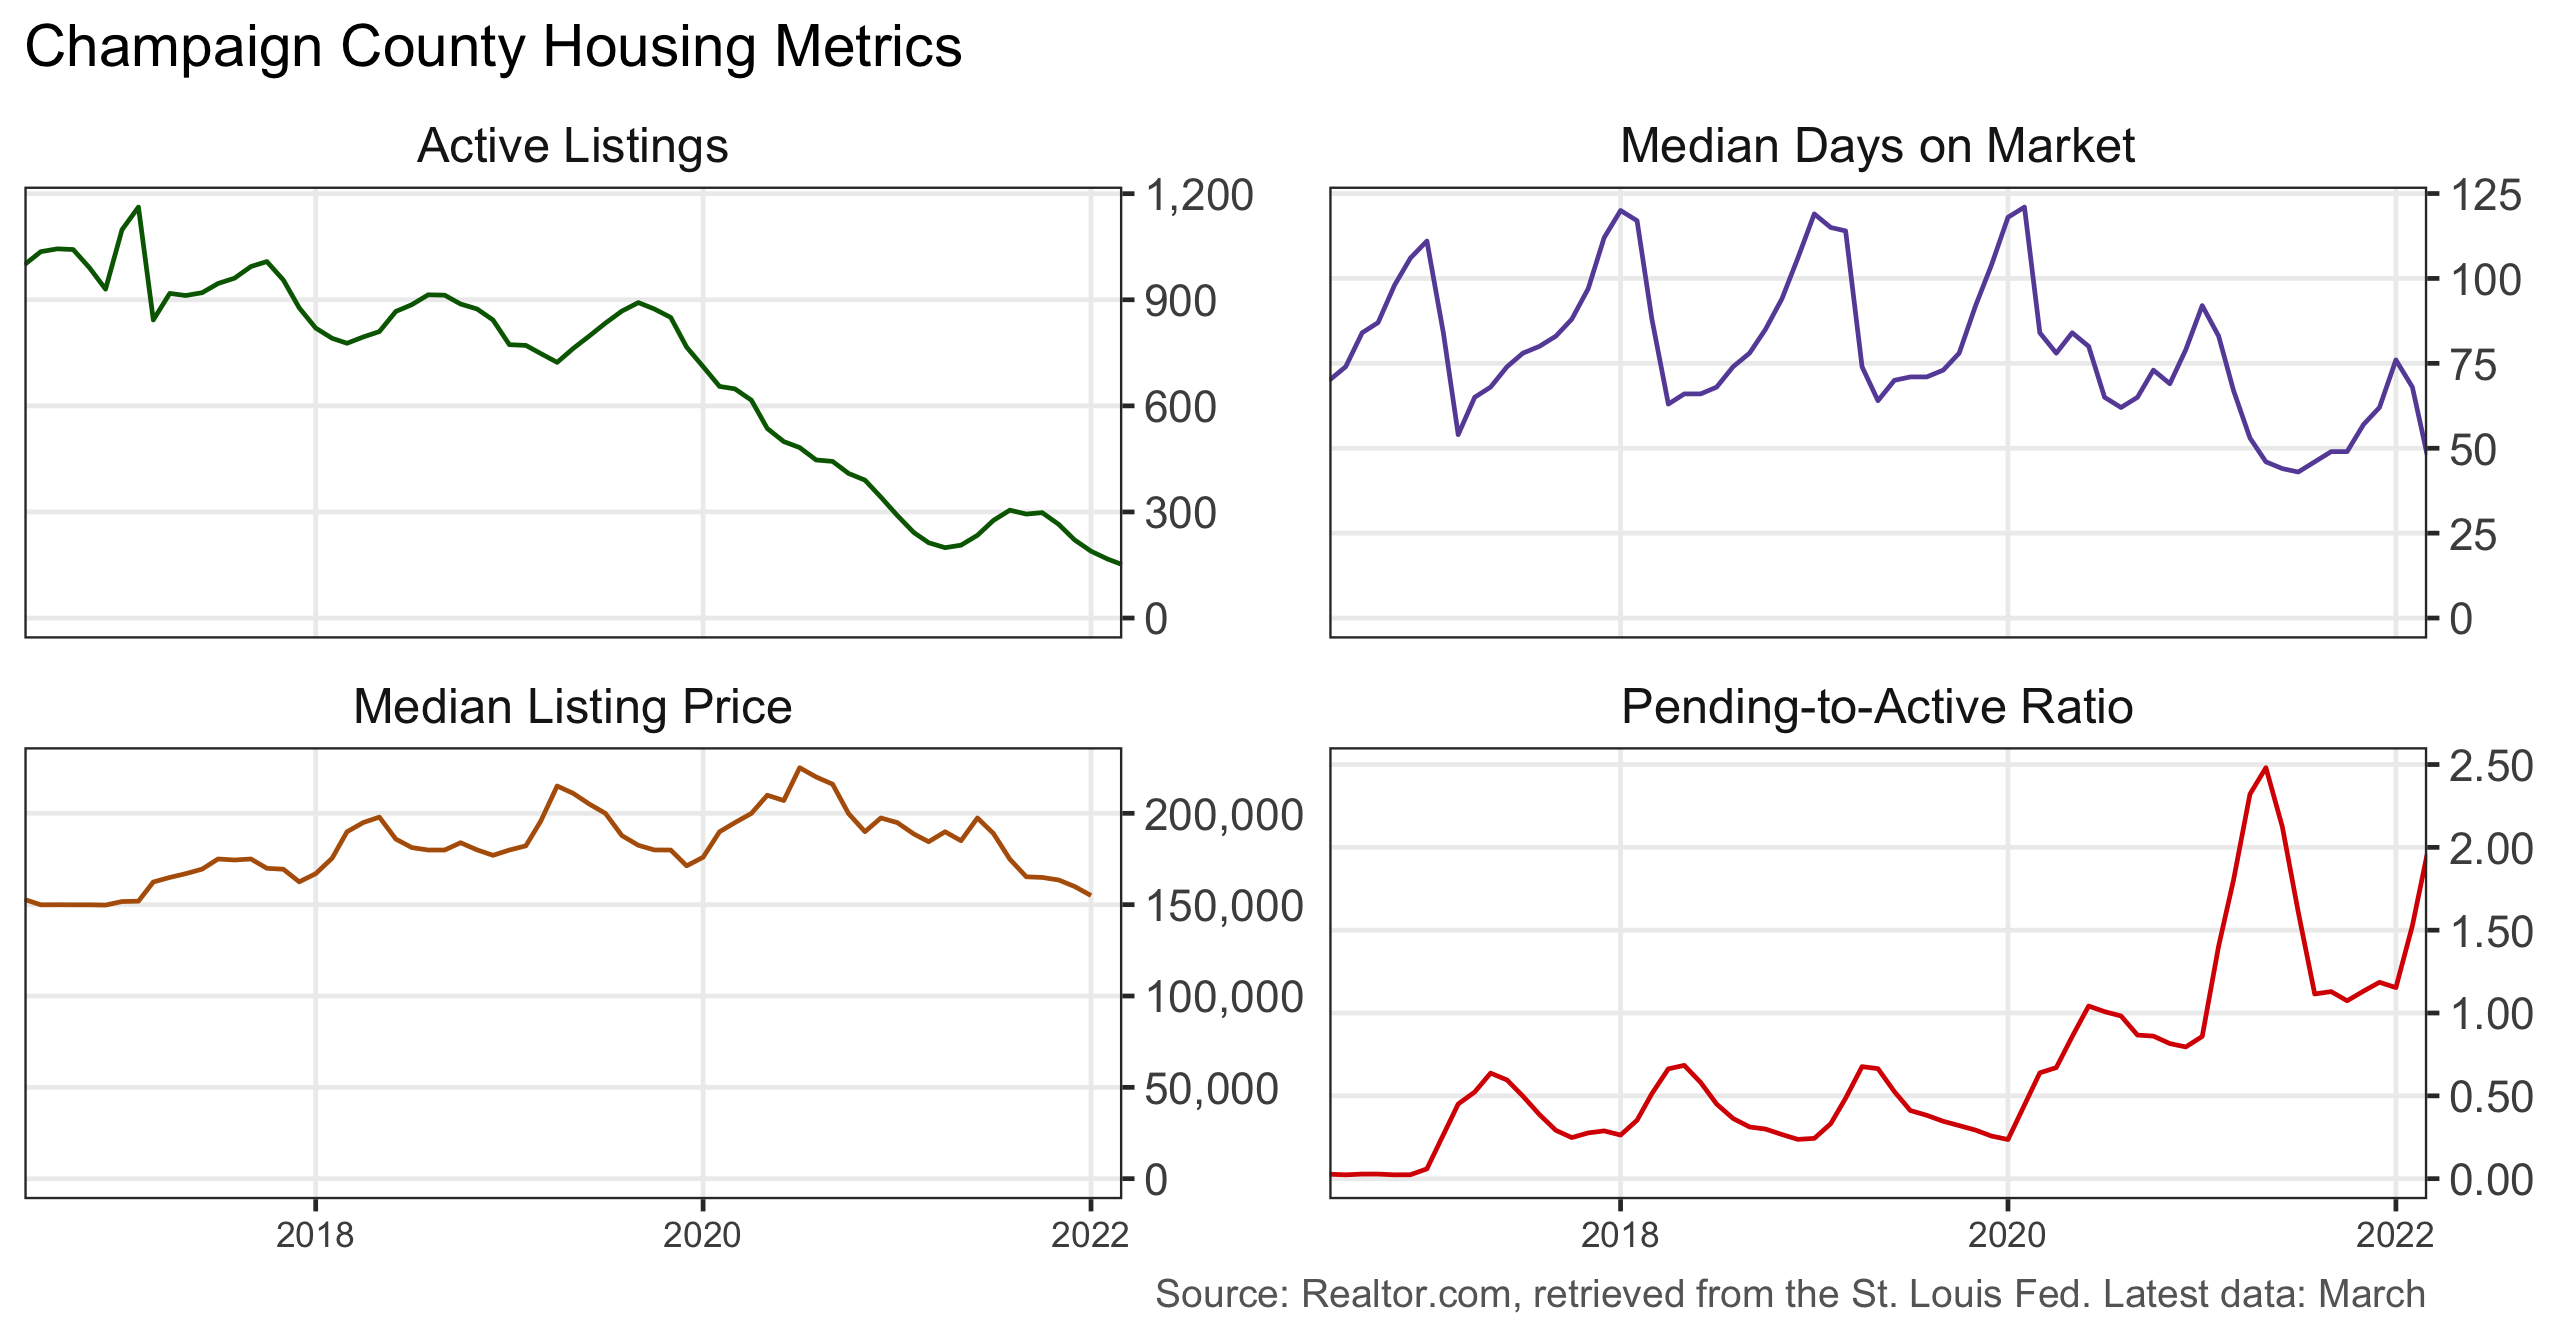 Champaign County Housing Metrics
Active Listings
1,200
900
600
300
0
Median Days on Market
125
100
75
50
25
0
Median Listing Price
200,000
150,000
100,000
50,000
0
2018 2020 2022
Pending-to-Active Ratio
2.50
2.00
1.50
1.00
0.50
0.00
2018 2020 2022
Source: Realtor.com, retrieved from the St. Louis Fed. Latest data: March